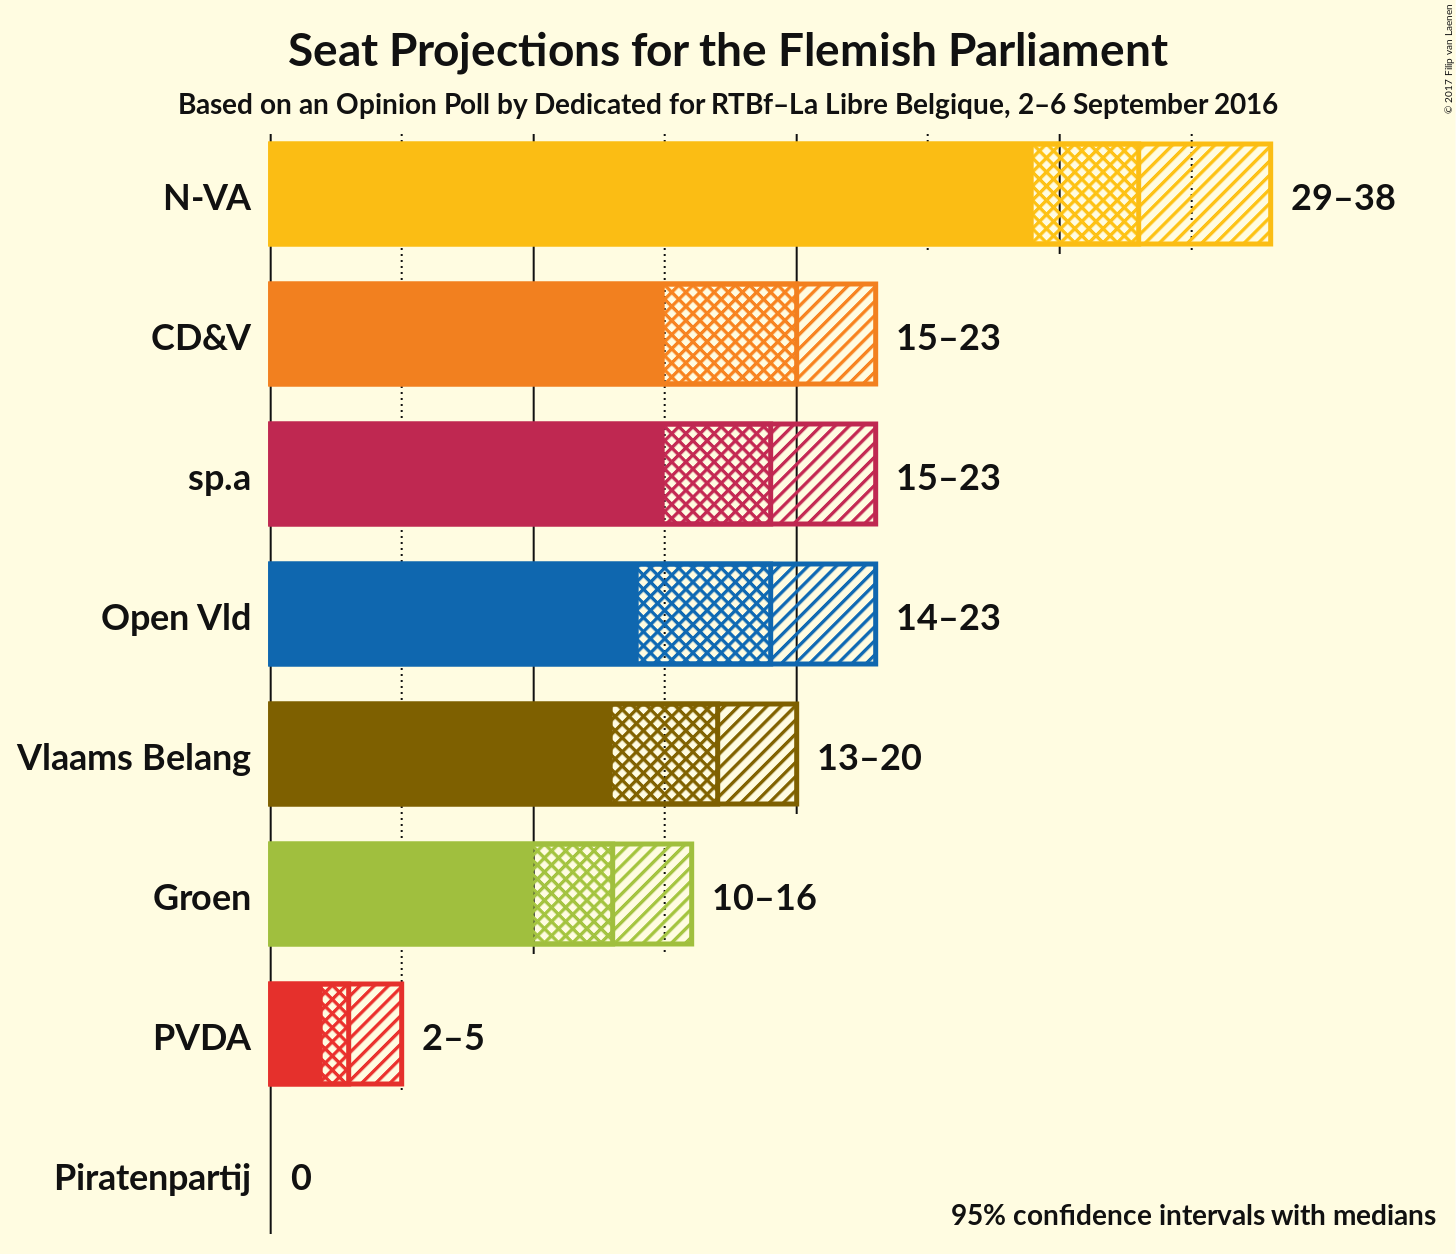 Seat Projections for the Flemish Parliament
Based on an Opinion Poll by Dedicated for RTBf–La Libre Belgique, 2–6 September 2016
© 2017 Filip van Laenen
N-VA 29–38
CD&V 15–23
sp.a 15–23
Open Vld 14–23
Vlaams Belang 13–20
Groen 10–16
PVDA 2–5
Piratenpartij 0
95% confidence intervals with medians